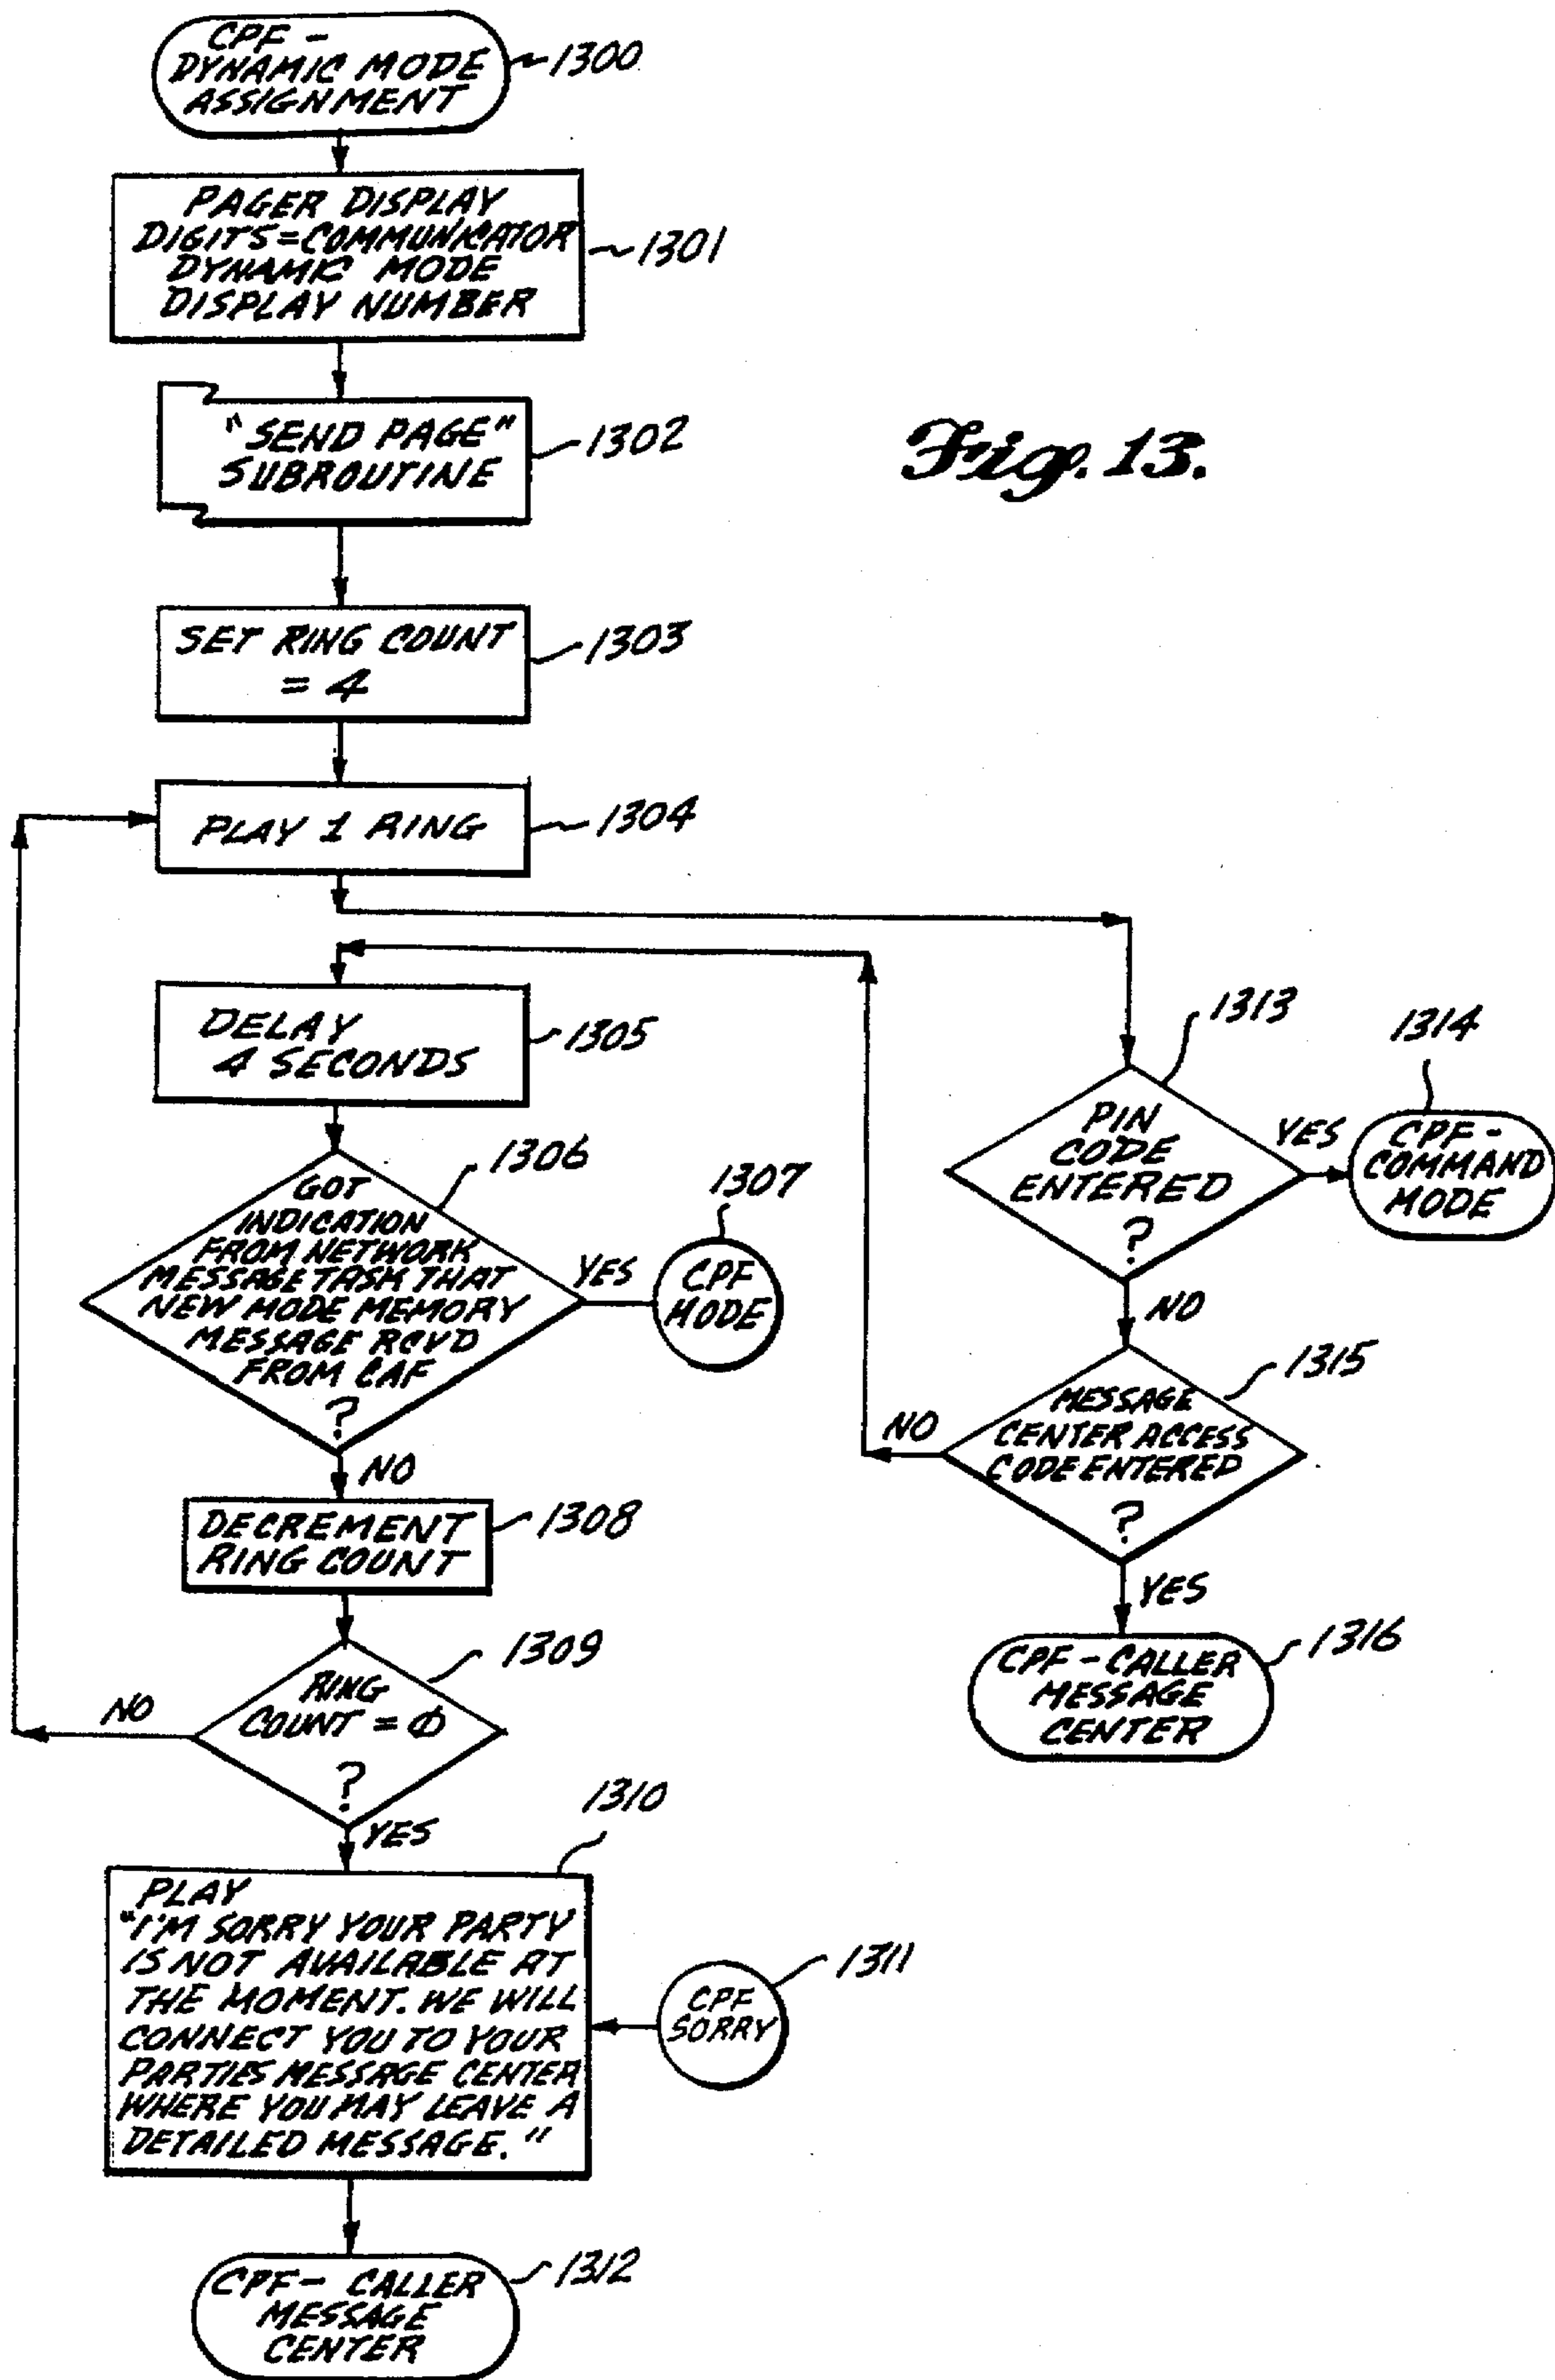 CPF -
DYNAMIC MODE
ASSIGNMENT
1300
PAGER DISPLAY
DIGITS=COMMUNICATOR
DYNAMIC MODE
DISPLAY NUMBER
1301
"SEND PAGE"
SUBROUTINE
1302
Fig. 13.
SET RING COUNT
= 4
1303
PLAY 1 RING
1304
DELAY
4 SECONDS
1305
1313
PIN
CODE
ENTERED
?
YES
1314
CPF -
COMMAND
MODE
NO
1306
GOT
INDICATION
FROM NETWORK
MESSAGE TASK THAT
NEW MODE MEMORY
MESSAGE RCVD
FROM CAF
?
YES
1307
CPF
MODE
NO
1315
MESSAGE
CENTER ACCESS
CODE ENTERED
?
NO
YES
CPF - CALLER
MESSAGE
CENTER
1316
DECREMENT
RING COUNT
1308
1309
RING
COUNT = Ø
?
NO
YES
1310
PLAY
"I'M SORRY YOUR PARTY
IS NOT AVAILABLE AT
THE MOMENT. WE WILL
CONNECT YOU TO YOUR
PARTIES MESSAGE CENTER
WHERE YOU MAY LEAVE A
DETAILED MESSAGE."
1311
CPF
SORRY
CPF - CALLER
MESSAGE
CENTER
1312